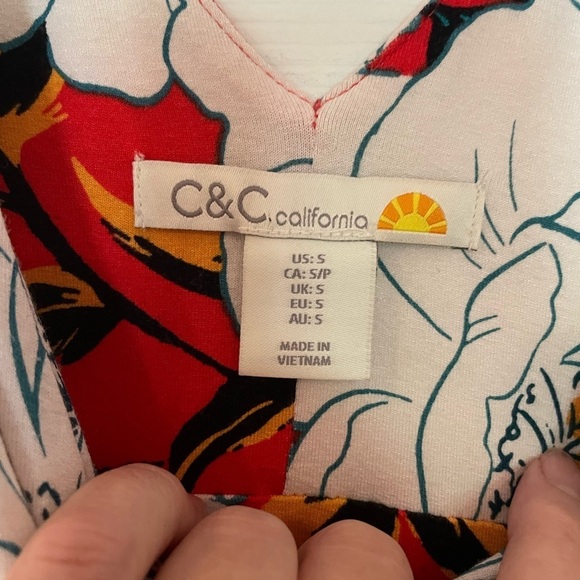 C&C. california
US: S
CA: S/P
UK: S
EU: S
AU: S
MADE IN
VIETNAM